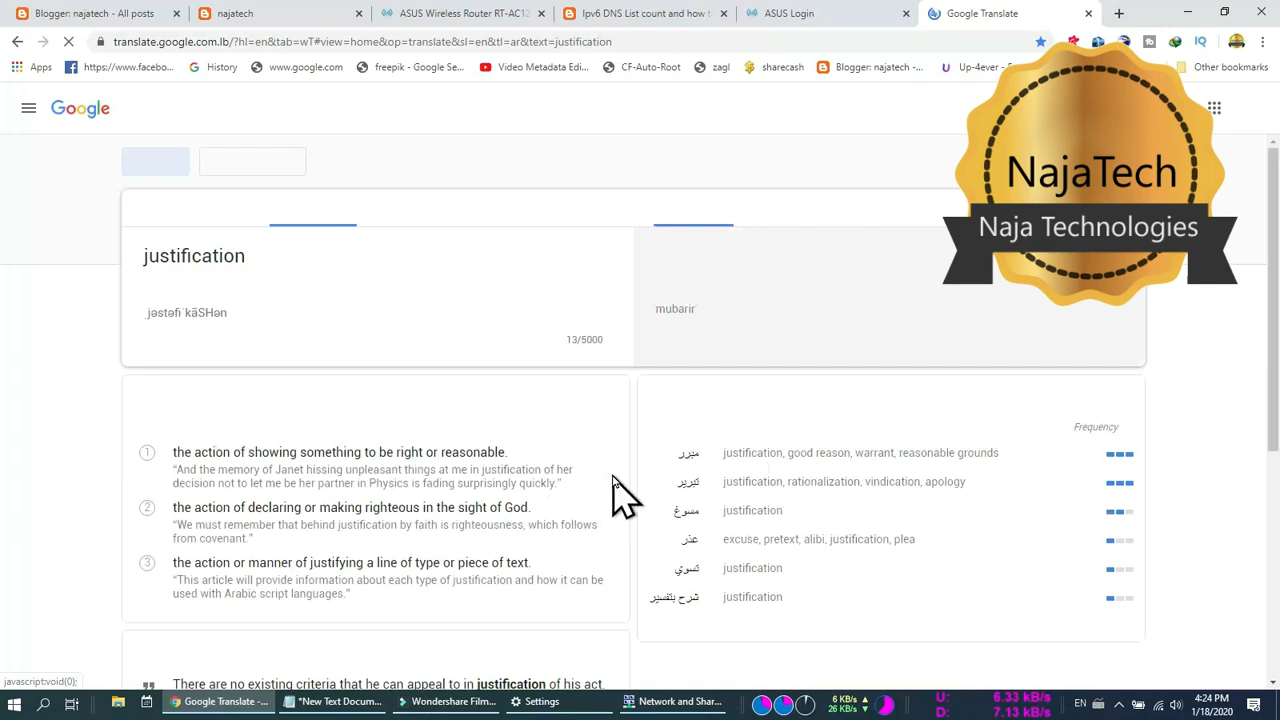 All posts
najatech
ASUS Wireless Router RT-AC12
Ipv6 DNS list count and how t
ASUS Login
Google Translate
translate.google.com.lb/?hl=en&tab=wT#view=home&op=translate&sl=en&tl=ar&text=justification
Apps
https://www.facebo...
History
www.google.com
from (Google Se...
Video Metadata Edi...
CF-Auto-Root
zagl
sharecash
Blogger: najatech -...
Up-4ever - E
Other bookmarks
Google
NajaTech
Naja Technologies
justification
ˌjəstəfiˈkāSHən
13/5000
mubarir
the action of showing something to be right or reasonable.
“And the memory of Janet hissing unpleasant things at me in justification of her
decision not to let me be her partner in Physics is fading surprisingly quickly.”
2 the action of declaring or making righteous in the sight of God.
“We must remember that behind justification by faith is righteousness, which follows
from covenant.”
3 the action or manner of justifying a line of type or piece of text.
“This article will provide information about each type of justification and how it can be
used with Arabic script languages.”
There are no existing criteria that he can appeal to in justification of his act.
Frequency
مبرر justification, good reason, warrant, reasonable grounds
تبرير justification, rationalization, vindication, apology
مسوغ justification
عذر excuse, pretext, alibi, justification, plea
تسوي justification
شرح بتفسير justification
javascript:void(0);
Google Translate -...
*New Text Docum...
Wondershare Film...
Settings
Network and Shar...
6 KB/s
26 KB/s
U: 6.33 kB/s
D: 7.13 kB/s
EN
4:24 PM
1/18/2020